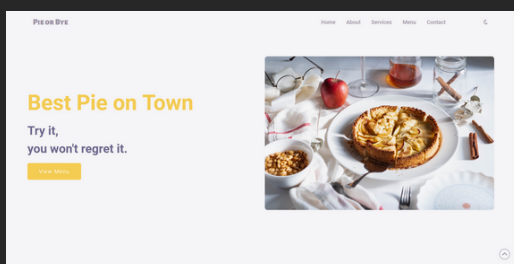 PIE OR BYE
Home About Services Menu Contact
Best Pie on Town
Try it,
you won't regret it.
View Menu